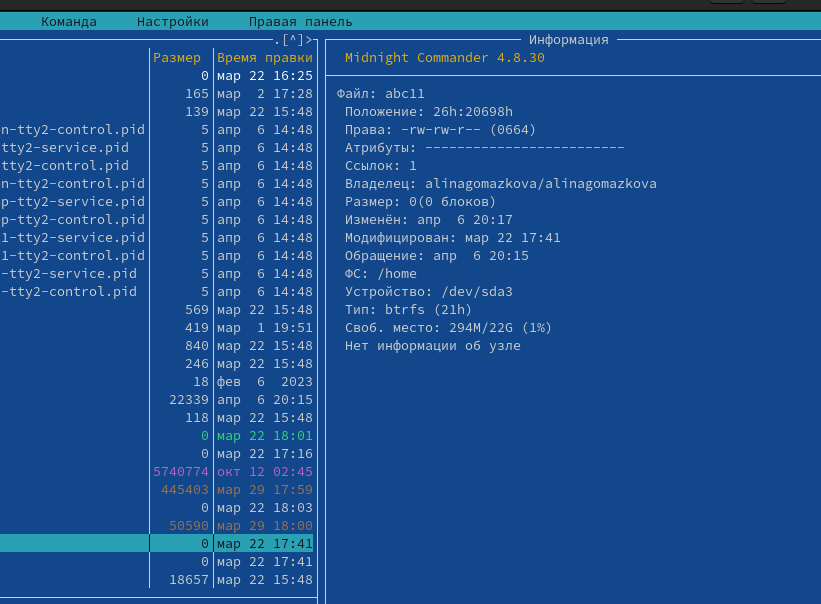 Команда Настройки Правая панель
.[^]>
Размер Время правки
0 мар 22 16:25
165 мар 2 17:28
139 мар 22 15:48
n-tty2-control.pid 5 апр 6 14:48
tty2-service.pid 5 апр 6 14:48
tty2-control.pid 5 апр 6 14:48
n-tty2-control.pid 5 апр 6 14:48
p-tty2-service.pid 5 апр 6 14:48
p-tty2-control.pid 5 апр 6 14:48
1-tty2-service.pid 5 апр 6 14:48
1-tty2-control.pid 5 апр 6 14:48
-tty2-service.pid 5 апр 6 14:48
-tty2-control.pid 5 апр 6 14:48
569 мар 22 15:48
419 мар 1 19:51
840 мар 22 15:48
246 мар 22 15:48
18 фев 6 2023
22339 апр 6 20:15
118 мар 22 15:48
0 мар 22 18:01
0 мар 22 17:16
5740774 окт 12 02:45
445403 мар 29 17:59
0 мар 22 18:03
50590 мар 29 18:00
0 мар 22 17:41
0 мар 22 17:41
18657 мар 22 15:48
Информация
Midnight Commander 4.8.30
Файл: abc11
Положение: 26h:20698h
Права: -rw-rw-r-- (0664)
Атрибуты: -------------------------
Ссылок: 1
Владелец: alinagomazkova/alinagomazkova
Размер: 0(0 блоков)
Изменён: апр 6 20:17
Модифицирован: мар 22 17:41
Обращение: апр 6 20:15
ФС: /home
Устройство: /dev/sda3
Тип: btrfs (21h)
Своб. место: 294M/22G (1%)
Нет информации об узле